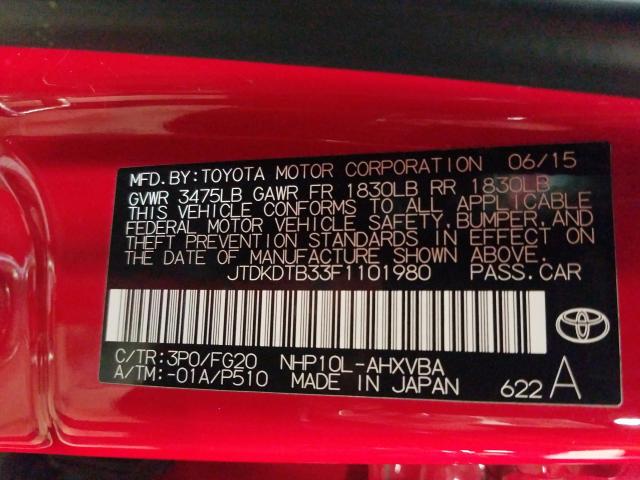 MFD.BY:TOYOTA MOTOR CORPORATION 06/15
GVWR 3475LB GAWR FR 1830LB RR 1830LB
THIS VEHICLE CONFORMS TO ALL APPLICABLE
FEDERAL MOTOR VEHICLE SAFETY,BUMPER,AND
THEFT PREVENTION STANDARDS IN EFFECT ON
THE DATE OF MANUFACTURE SHOWN ABOVE.
JTDKDTB33F1101980 PASS.CAR
C/TR:3P0/FG20 NHP10L-AHXVBA
A/TM:-01A/P510 MADE IN JAPAN 622 A